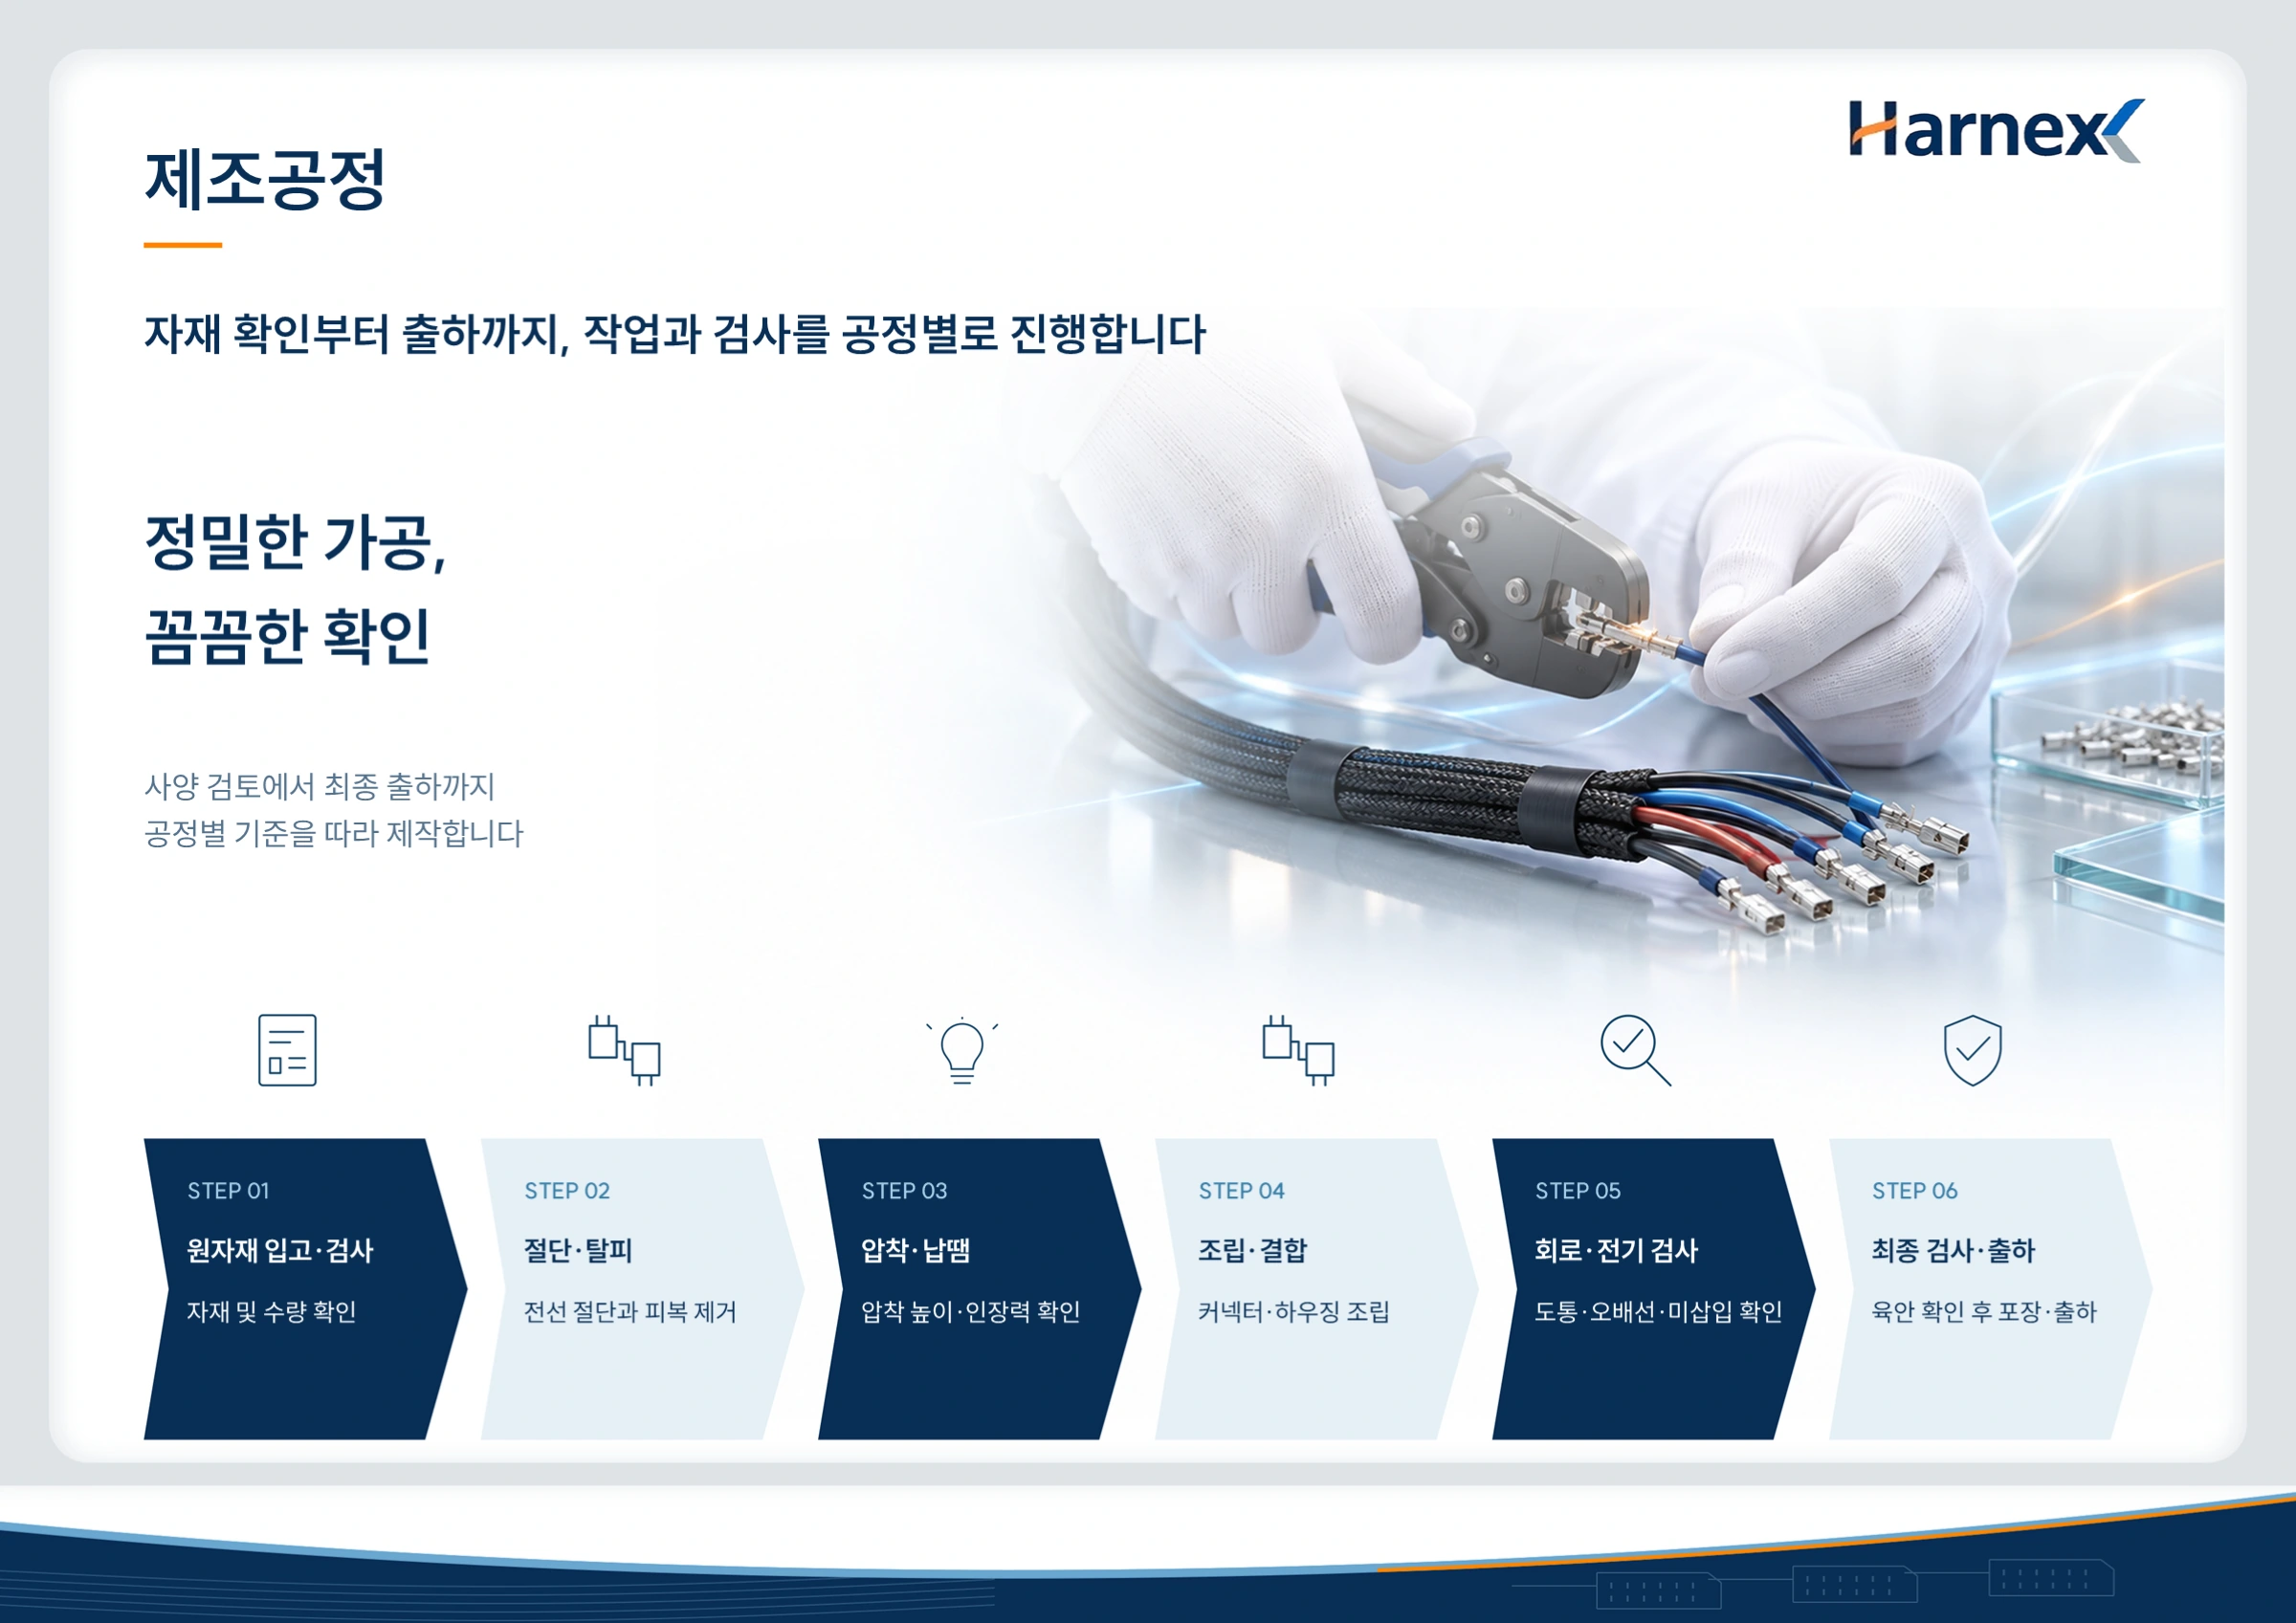 Harnex
제조공정
자재 확인부터 출하까지, 작업과 검사를 공정별로 진행합니다
정밀한 가공,
꼼꼼한 확인
사양 검토에서 최종 출하까지
공정별 기준을 따라 제작합니다
STEP 01
원자재 입고·검사
자재 및 수량 확인
STEP 02
절단·탈피
전선 절단과 피복 제거
STEP 03
압착·납땜
압착 높이·인장력 확인
STEP 04
조립·결합
커넥터·하우징 조립
STEP 05
회로·전기 검사
도통·오배선·미삽입 확인
STEP 06
최종 검사·출하
육안 확인 후 포장·출하